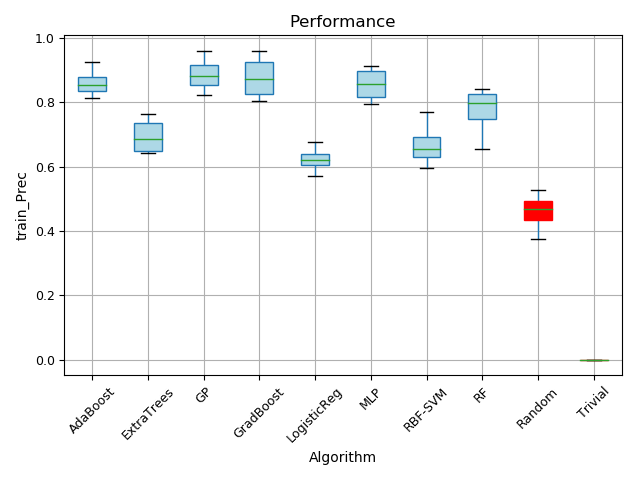 Performance
train_Prec
1.0
0.8
0.6
0.4
0.2
0.0
AdaBoost
ExtraTrees
GP
GradBoost
LogisticReg
MLP
RBF-SVM
RF
Random
Trivial
Algorithm